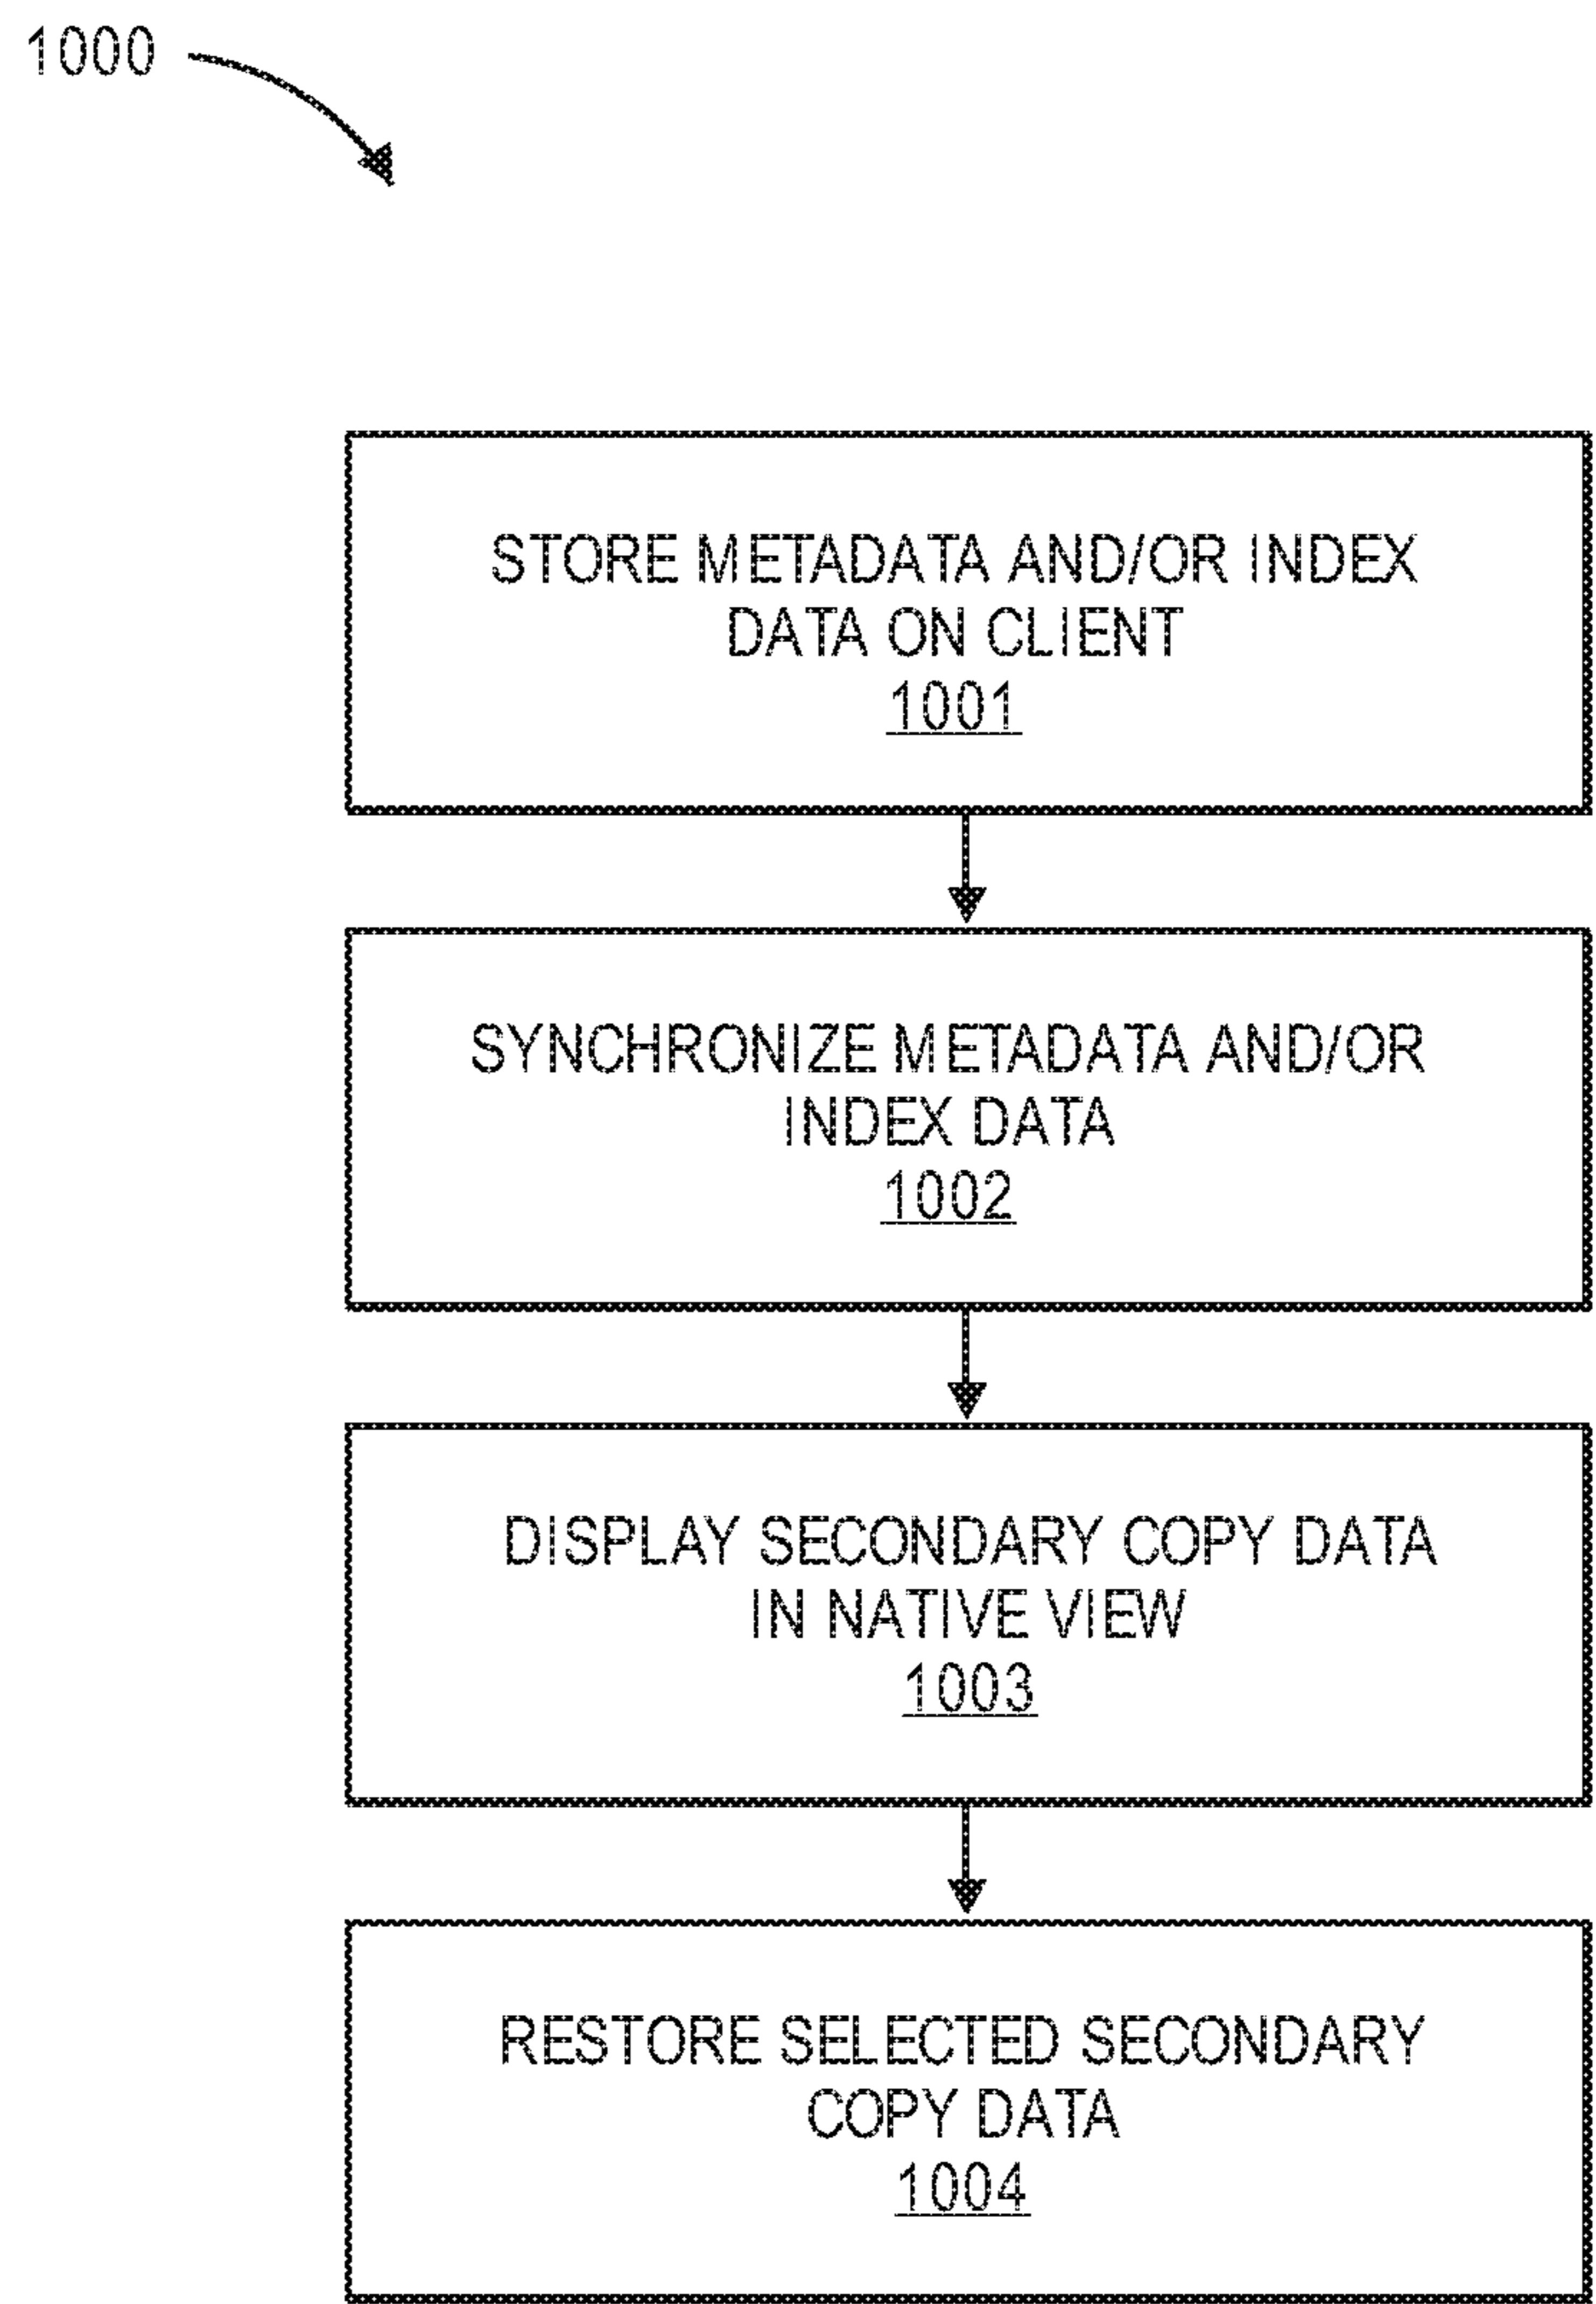 1000
STORE METADATA AND/OR INDEX
DATA ON CLIENT
1001
SYNCHRONIZE METADATA AND/OR
INDEX DATA
1002
DISPLAY SECONDARY COPY DATA
IN NATIVE VIEW
1003
RESTORE SELECTED SECONDARY
COPY DATA
1004